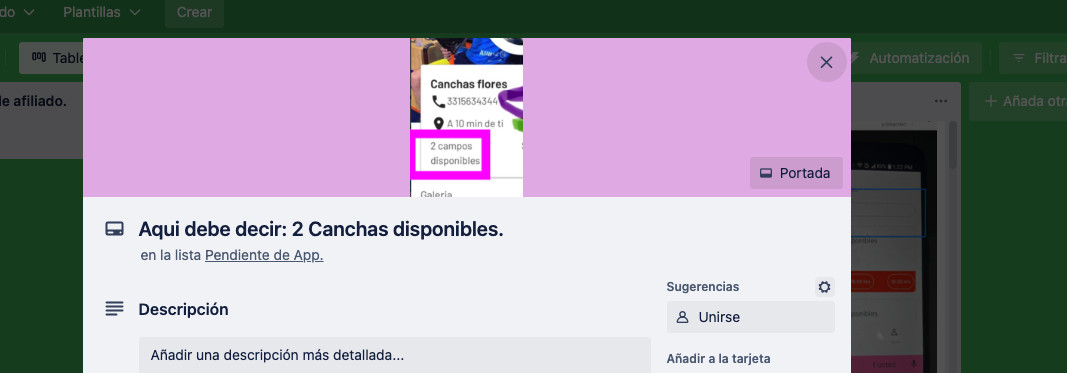 do
Plantillas
Crear
Table
Automatización
Filtra
e afiliado.
Añada otra
Canchas flores
3315634344
A 10 min de ti
2 campos
disponibles
Galeria
Portada
Aqui debe decir: 2 Canchas disponibles.
en la lista Pendiente de App.
Sugerencias
Descripción
Unirse
Añadir una descripción más detallada...
Añadir a la tarjeta